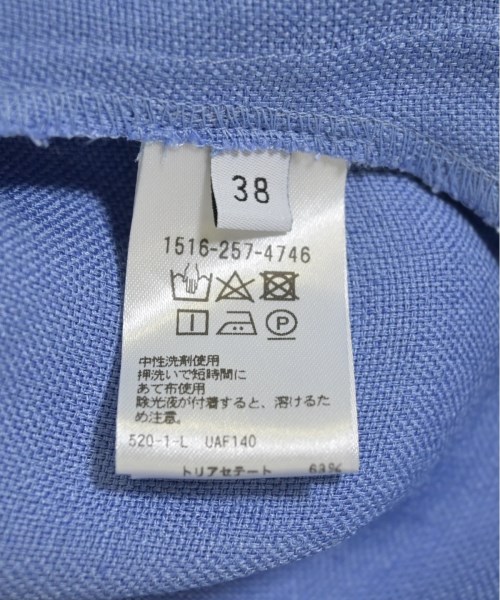 38
1516-257-4746
P
中性洗剤使用
押洗いで短時間に
あて布使用
除光液が付着すると、溶けるた
め注意。
520-1-L UAF140
トリアセテート